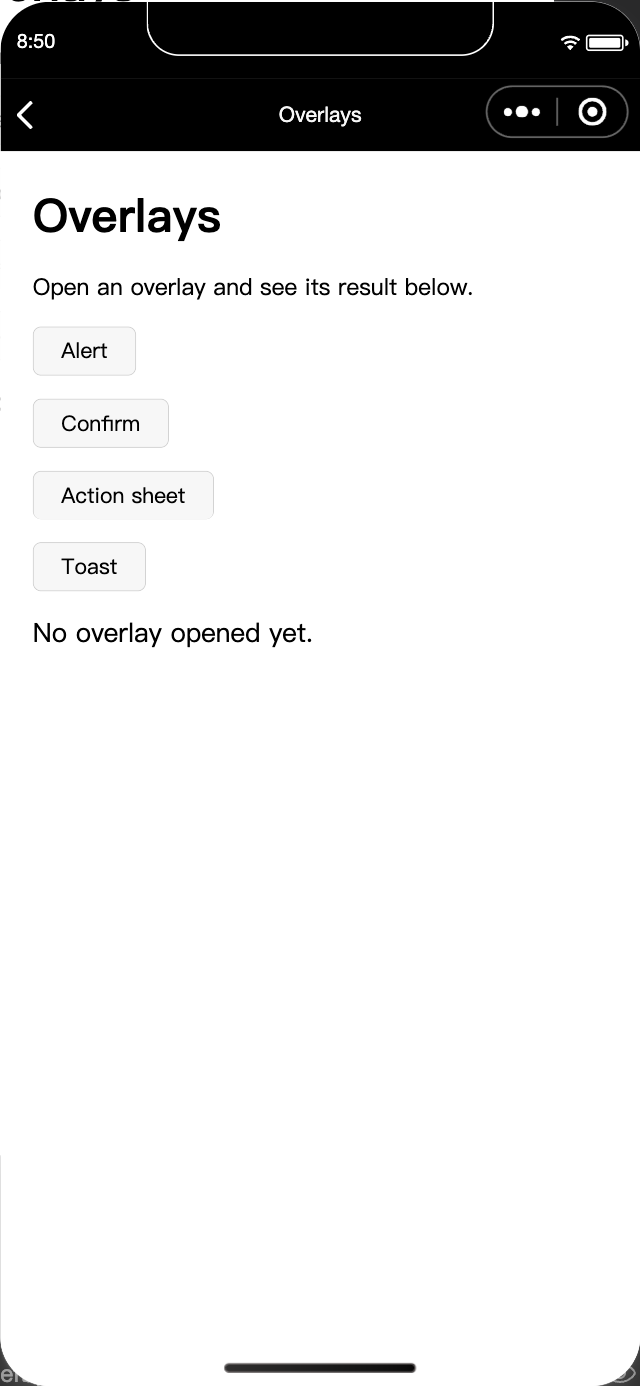 8:50
Overlays
Overlays
Open an overlay and see its result below.
Alert
Confirm
Action sheet
Toast
No overlay opened yet.